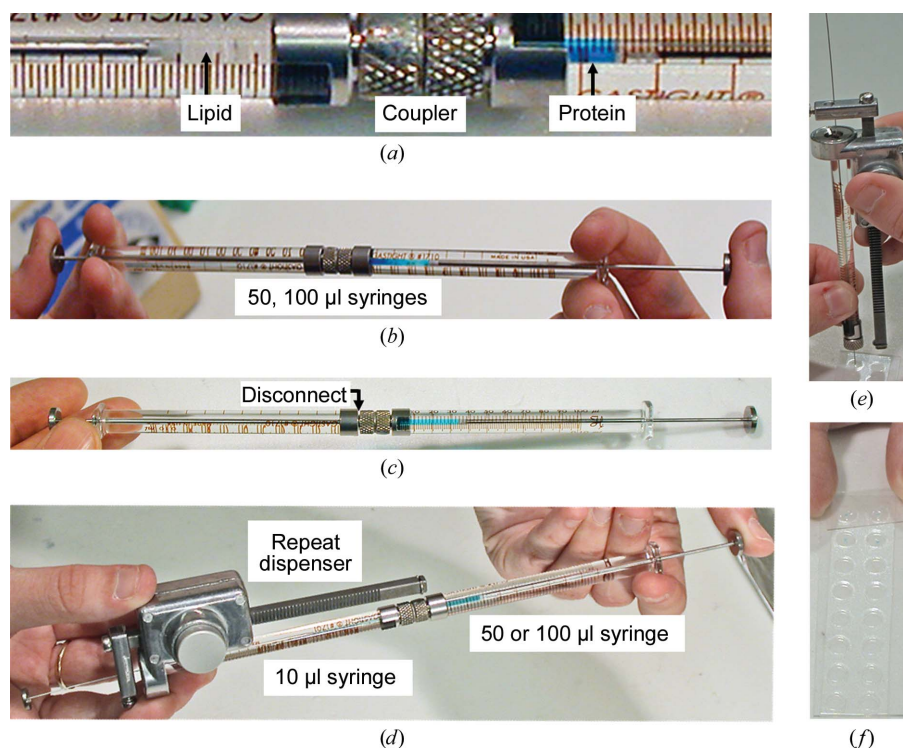 Lipid
Coupler
Protein
(a)
50, 100 µl syringes
(b)
Disconnect
(c)
Repeat
dispenser
50 or 100 µl syringe
10 µl syringe
(d)
(e)
(f)